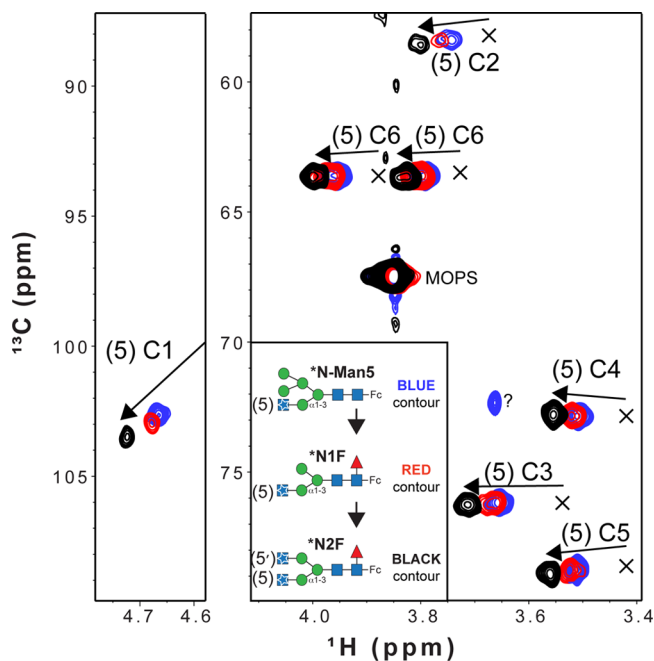 60
(5) C2
90
(5) C6
(5) C6
95
65
¹³C (ppm)
MOPS
100
70
(5) C1
*N-Man5
BLUE
contour
(5)
α1-3
Fc
?
(5) C4
105
75
*N1F
RED
contour
(5)
α1-3
Fc
(5) C3
*N2F
BLACK
contour
(5')
(5)
α1-3
Fc
(5) C5
4.7
4.6
4.0
3.8
3.6
3.4
¹H (ppm)